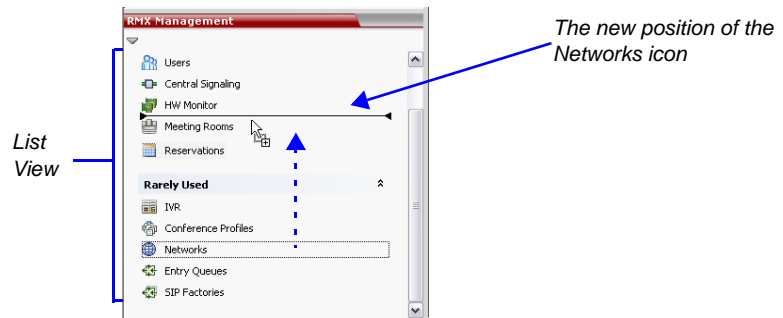 RMX Management
The new position of the
Networks icon
Users
Central Signaling
HW Monitor
Meeting Rooms
List
View
Reservations
Rarely Used
IVR
Conference Profiles
Networks
Entry Queues
SIP Factories